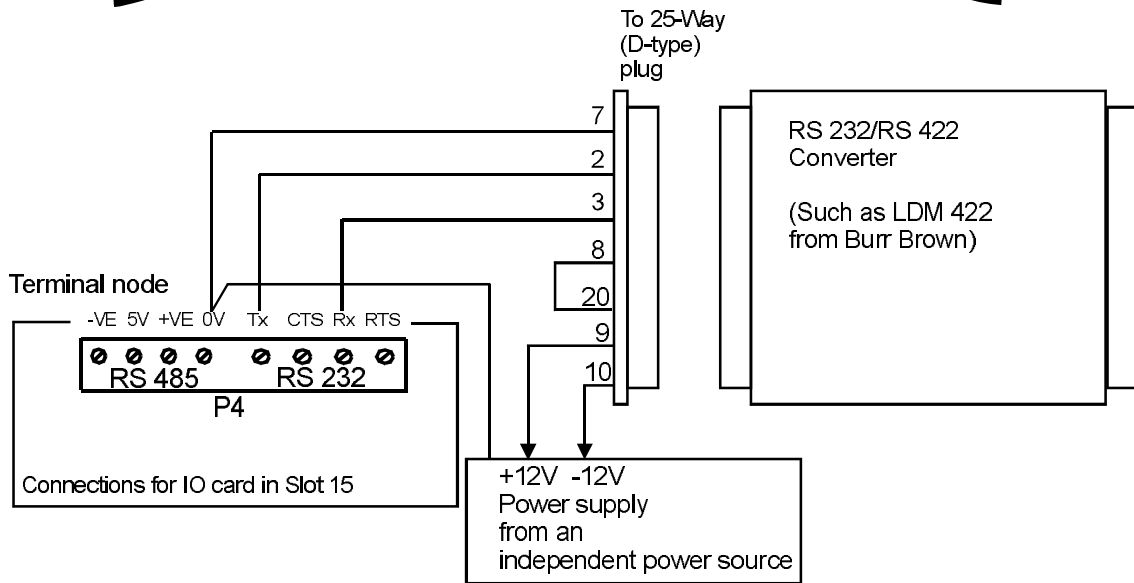 To 25-Way
(D-type)
plug
7
2
3
8
20
9
10
RS 232/RS 422
Converter
(Such as LDM 422
from Burr Brown)
Terminal node
-VE 5V +VE 0V Tx CTS Rx RTS
RS 485 RS 232
P4
Connections for IO card in Slot 15
+12V -12V
Power supply
from an
independent power source